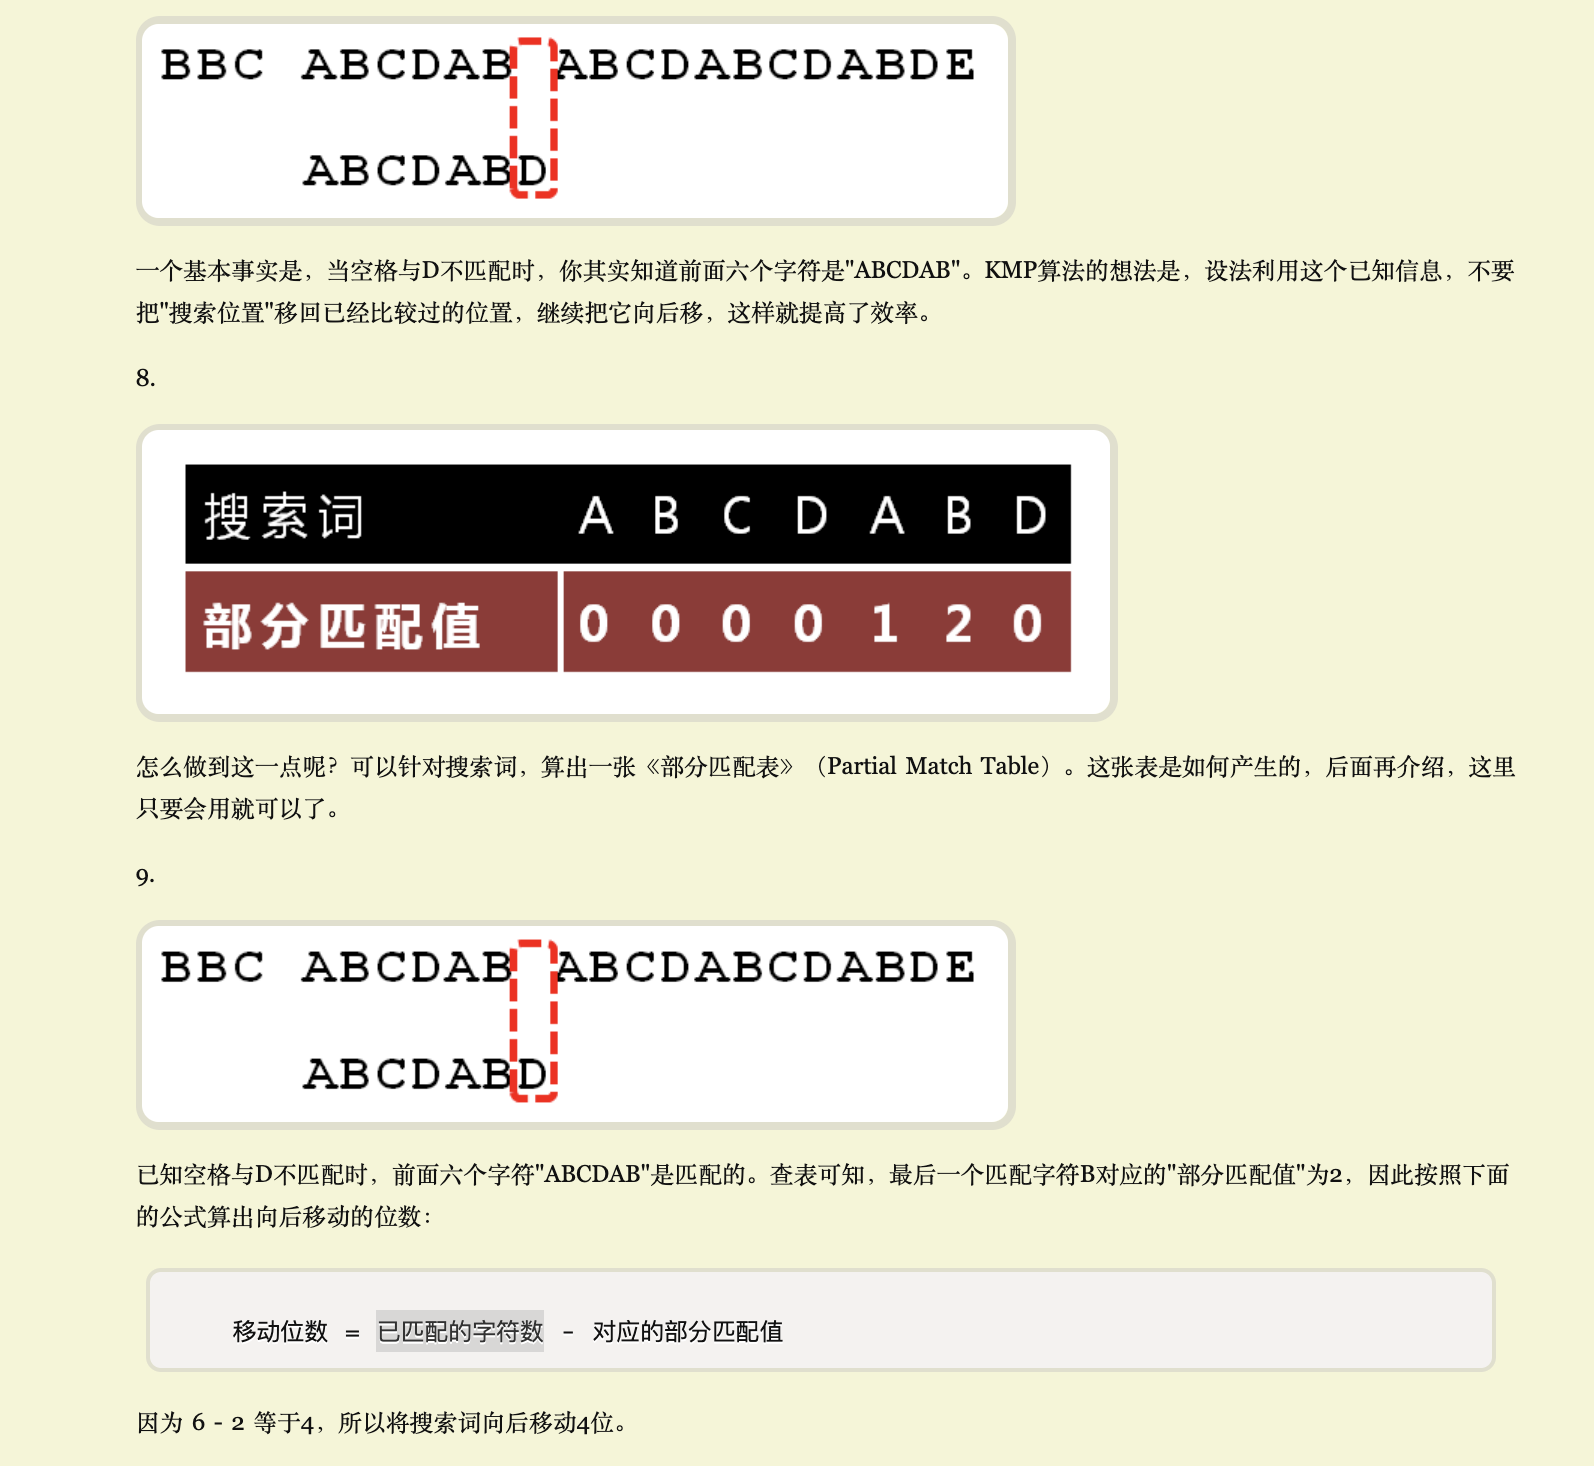 BBC ABCDAB ABCDABCDABDE
ABCDABD
一个基本事实是，当空格与D不匹配时，你其实知道前面六个字符是"ABCDAB"。KMP算法的想法是，设法利用这个已知信息，不要
把"搜索位置"移回已经比较过的位置，继续把它向后移，这样就提高了效率。
8.
搜索词 A B C D A B D
部分匹配值 0 0 0 0 1 2 0
怎么做到这一点呢？可以针对搜索词，算出一张《部分匹配表》（Partial Match Table）。这张表是如何产生的，后面再介绍，这里
只要会用就可以了。
9.
BBC ABCDAB ABCDABCDABDE
ABCDABD
已知空格与D不匹配时，前面六个字符"ABCDAB"是匹配的。查表可知，最后一个匹配字符B对应的"部分匹配值"为2，因此按照下面
的公式算出向后移动的位数：
移动位数 = 已匹配的字符数 - 对应的部分匹配值
因为 6 - 2 等于4，所以将搜索词向后移动4位。